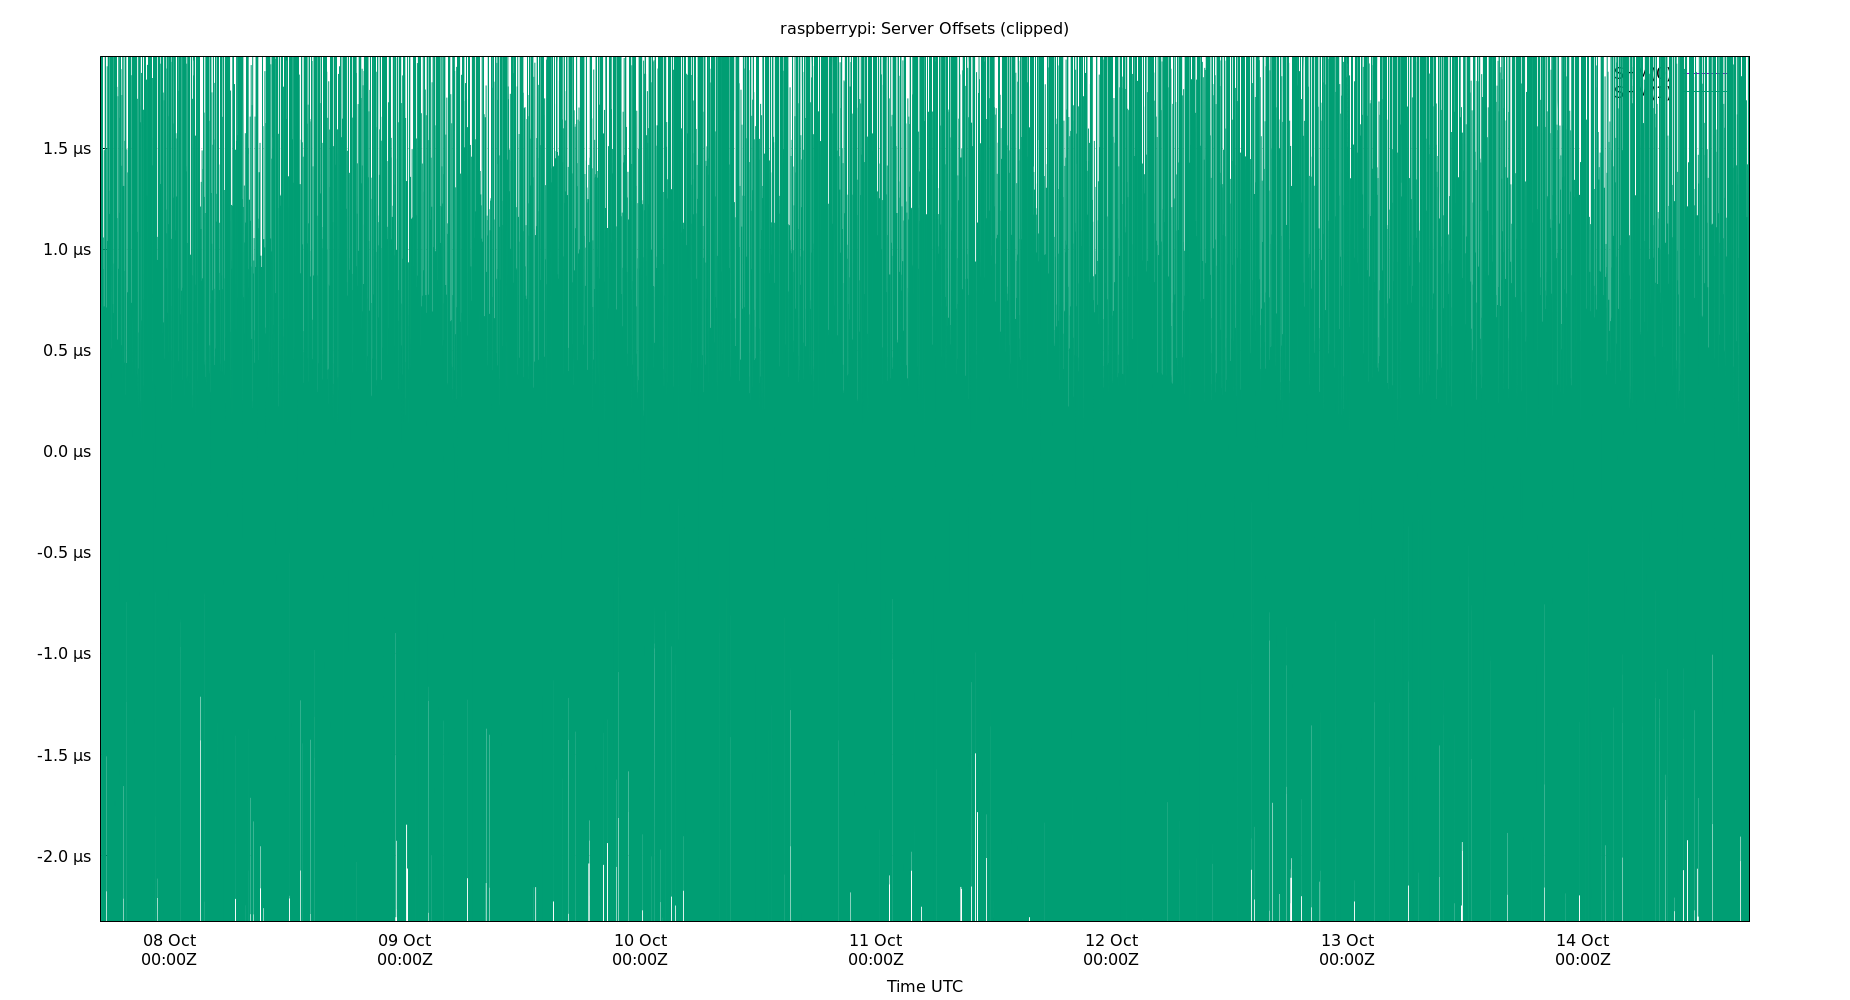 raspberrypi: Server Offsets (clipped)
1.5 µs
1.0 µs
0.5 µs
0.0 µs
-0.5 µs
-1.0 µs
-1.5 µs
-2.0 µs
08 Oct 09 Oct 10 Oct 11 Oct 12 Oct 13 Oct 14 Oct
00:00Z 00:00Z 00:00Z 00:00Z 00:00Z 00:00Z 00:00Z
Time UTC